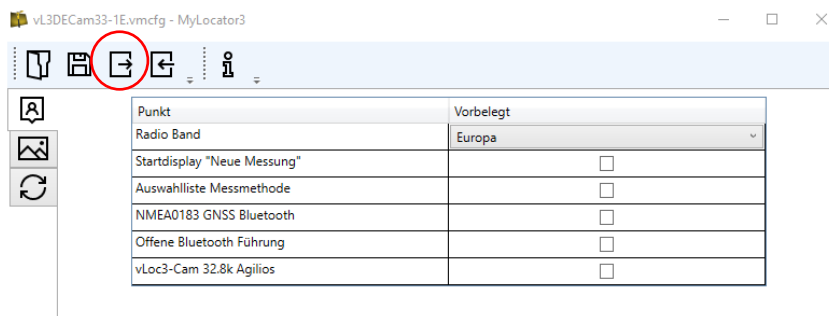 vL3DECam33-1E.vmcfg - MyLocator3
Punkt Vorbelegt
Radio Band Europa
Startdisplay "Neue Messung"
Auswahlliste Messmethode
NMEA0183 GNSS Bluetooth
Offene Bluetooth Führung
vLoc3-Cam 32.8k Agilios